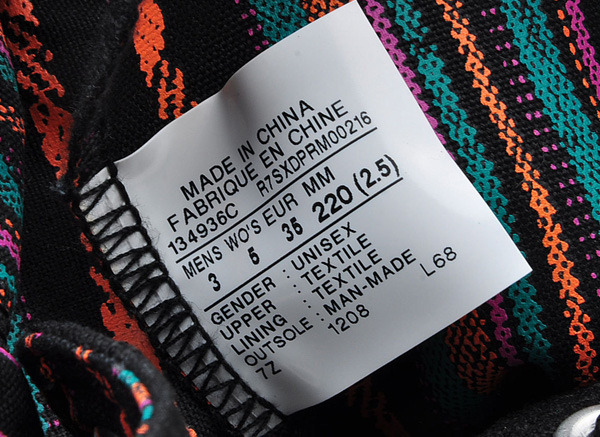 MADE IN CHINA
FABRIQUE EN CHINE
134936C R7SXDPRM00216
MENS WO'S EUR MM
3 5 35 220 (2.5)
GENDER : UNISEX
UPPER : TEXTILE
LINING : TEXTILE
OUTSOLE : MAN-MADE
7Z 1208 L68